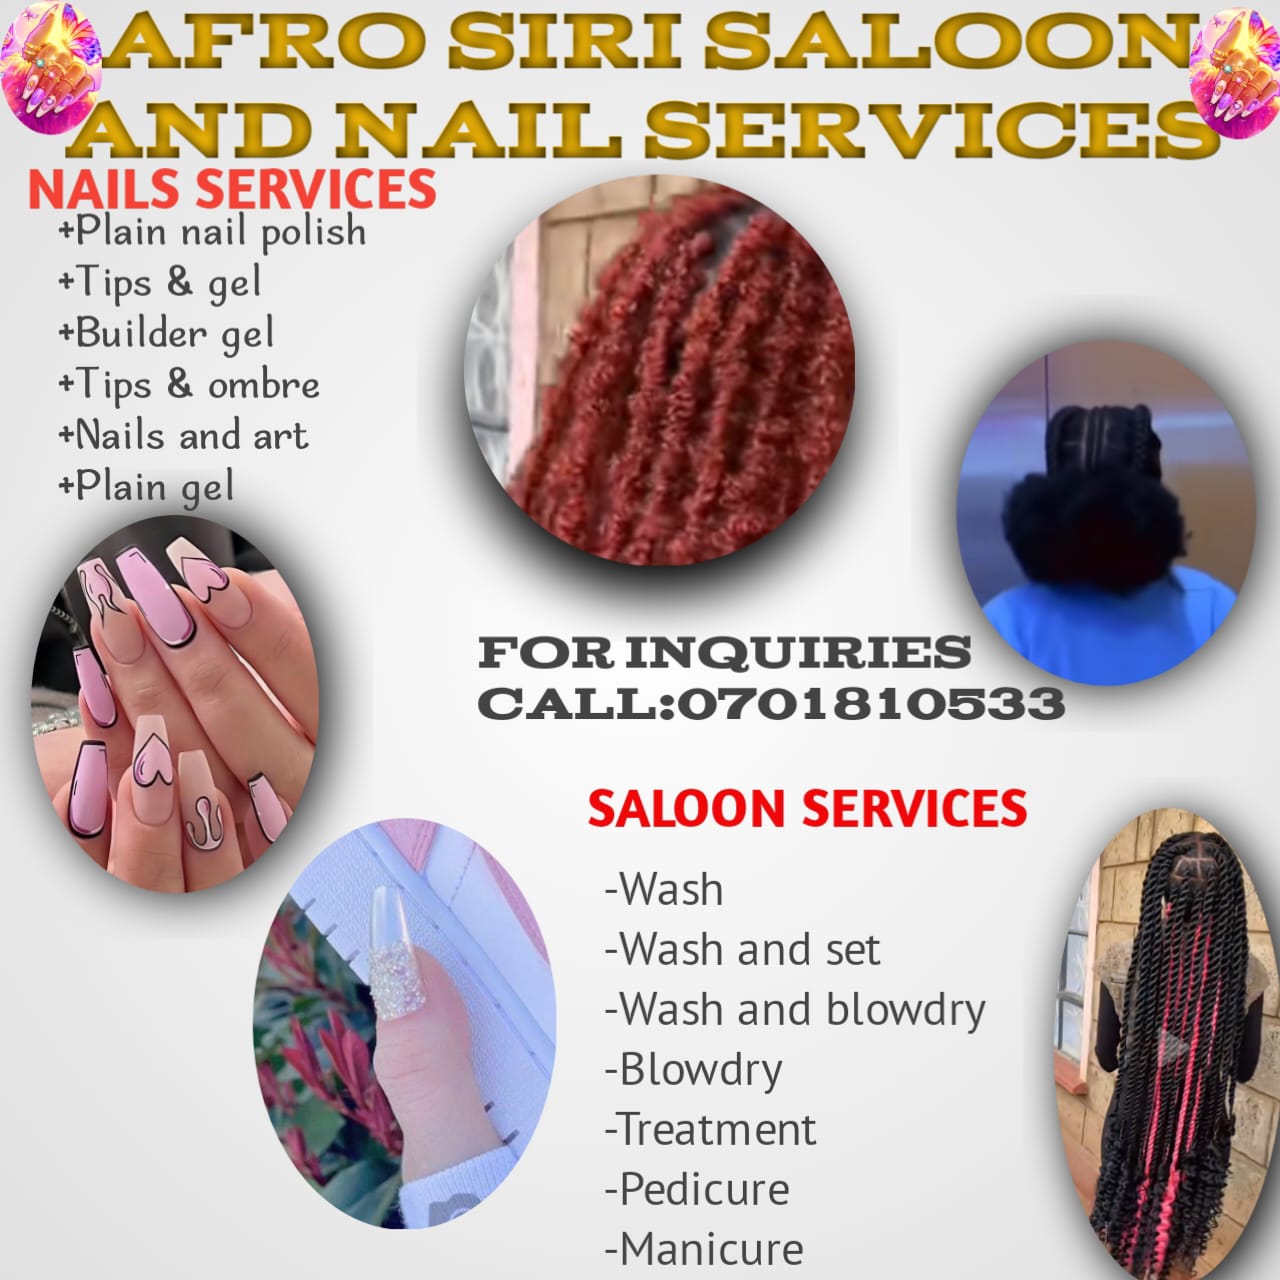 AFRO SIRI SALOON
AND NAIL SERVICES
NAILS SERVICES
+Plain nail polish
+Tips & gel
+Builder gel
+Tips & ombre
+Nails and art
+Plain gel
FOR INQUIRIES
CALL:0701810533
SALOON SERVICES
-Wash
-Wash and set
-Wash and blowdry
-Blowdry
-Treatment
-Pedicure
-Manicure